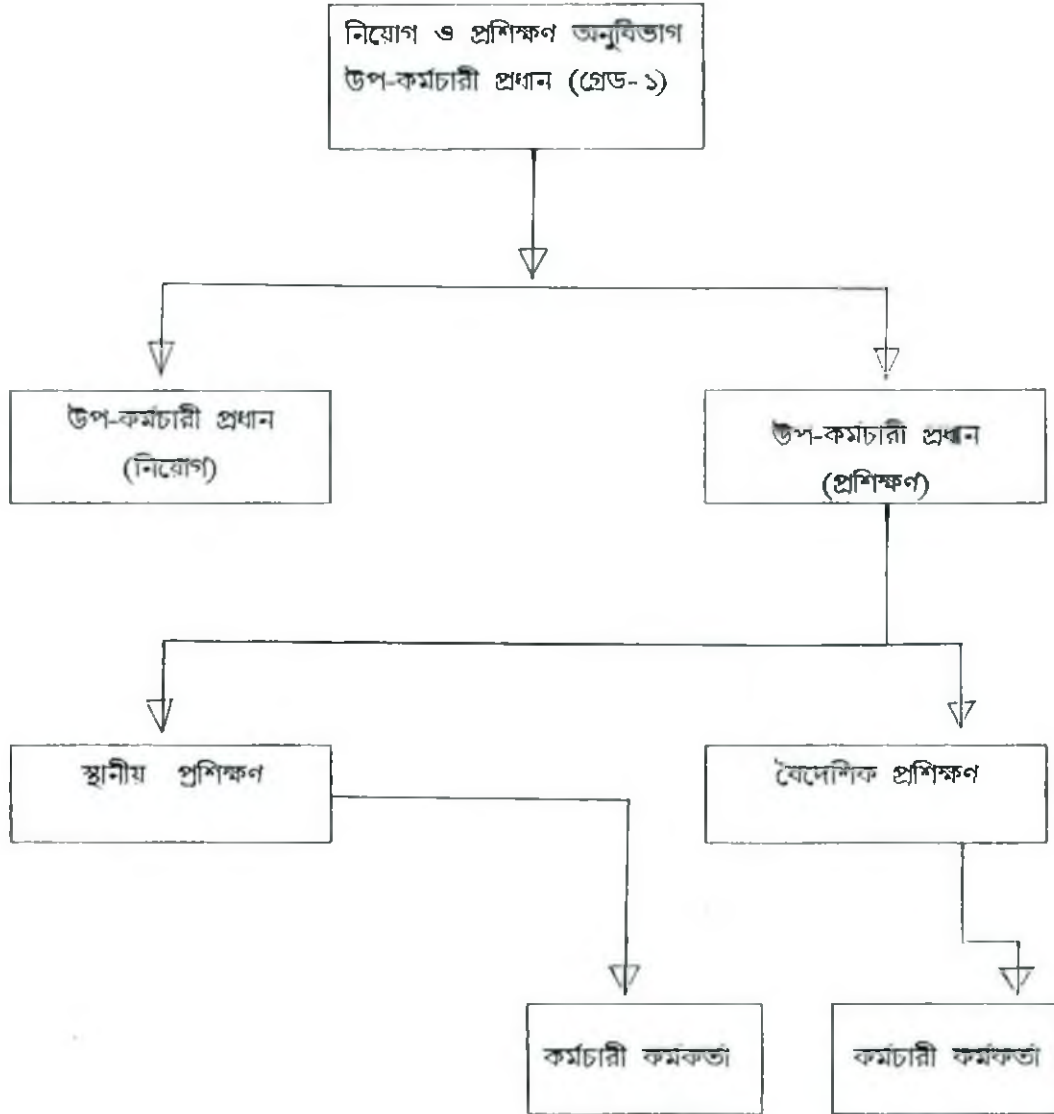 নিয়োগ ও প্রশিক্ষণ অনুবিভাগ
উপ-কর্মচারী প্রধান (গ্রেড-১)
উপ-কর্মচারী প্রধান
(নিয়োগ)
উপ-কর্মচারী প্রধান
(প্রশিক্ষণ)
স্থানীয় প্রশিক্ষণ
বৈদেশিক প্রশিক্ষণ
কর্মচারী কর্মকর্তা
কর্মচারী কর্মকর্তা